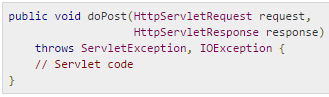 public void doPost(HttpServletRequest request,
                   HttpServletResponse response)
    throws ServletException, IOException {
    // Servlet code
}